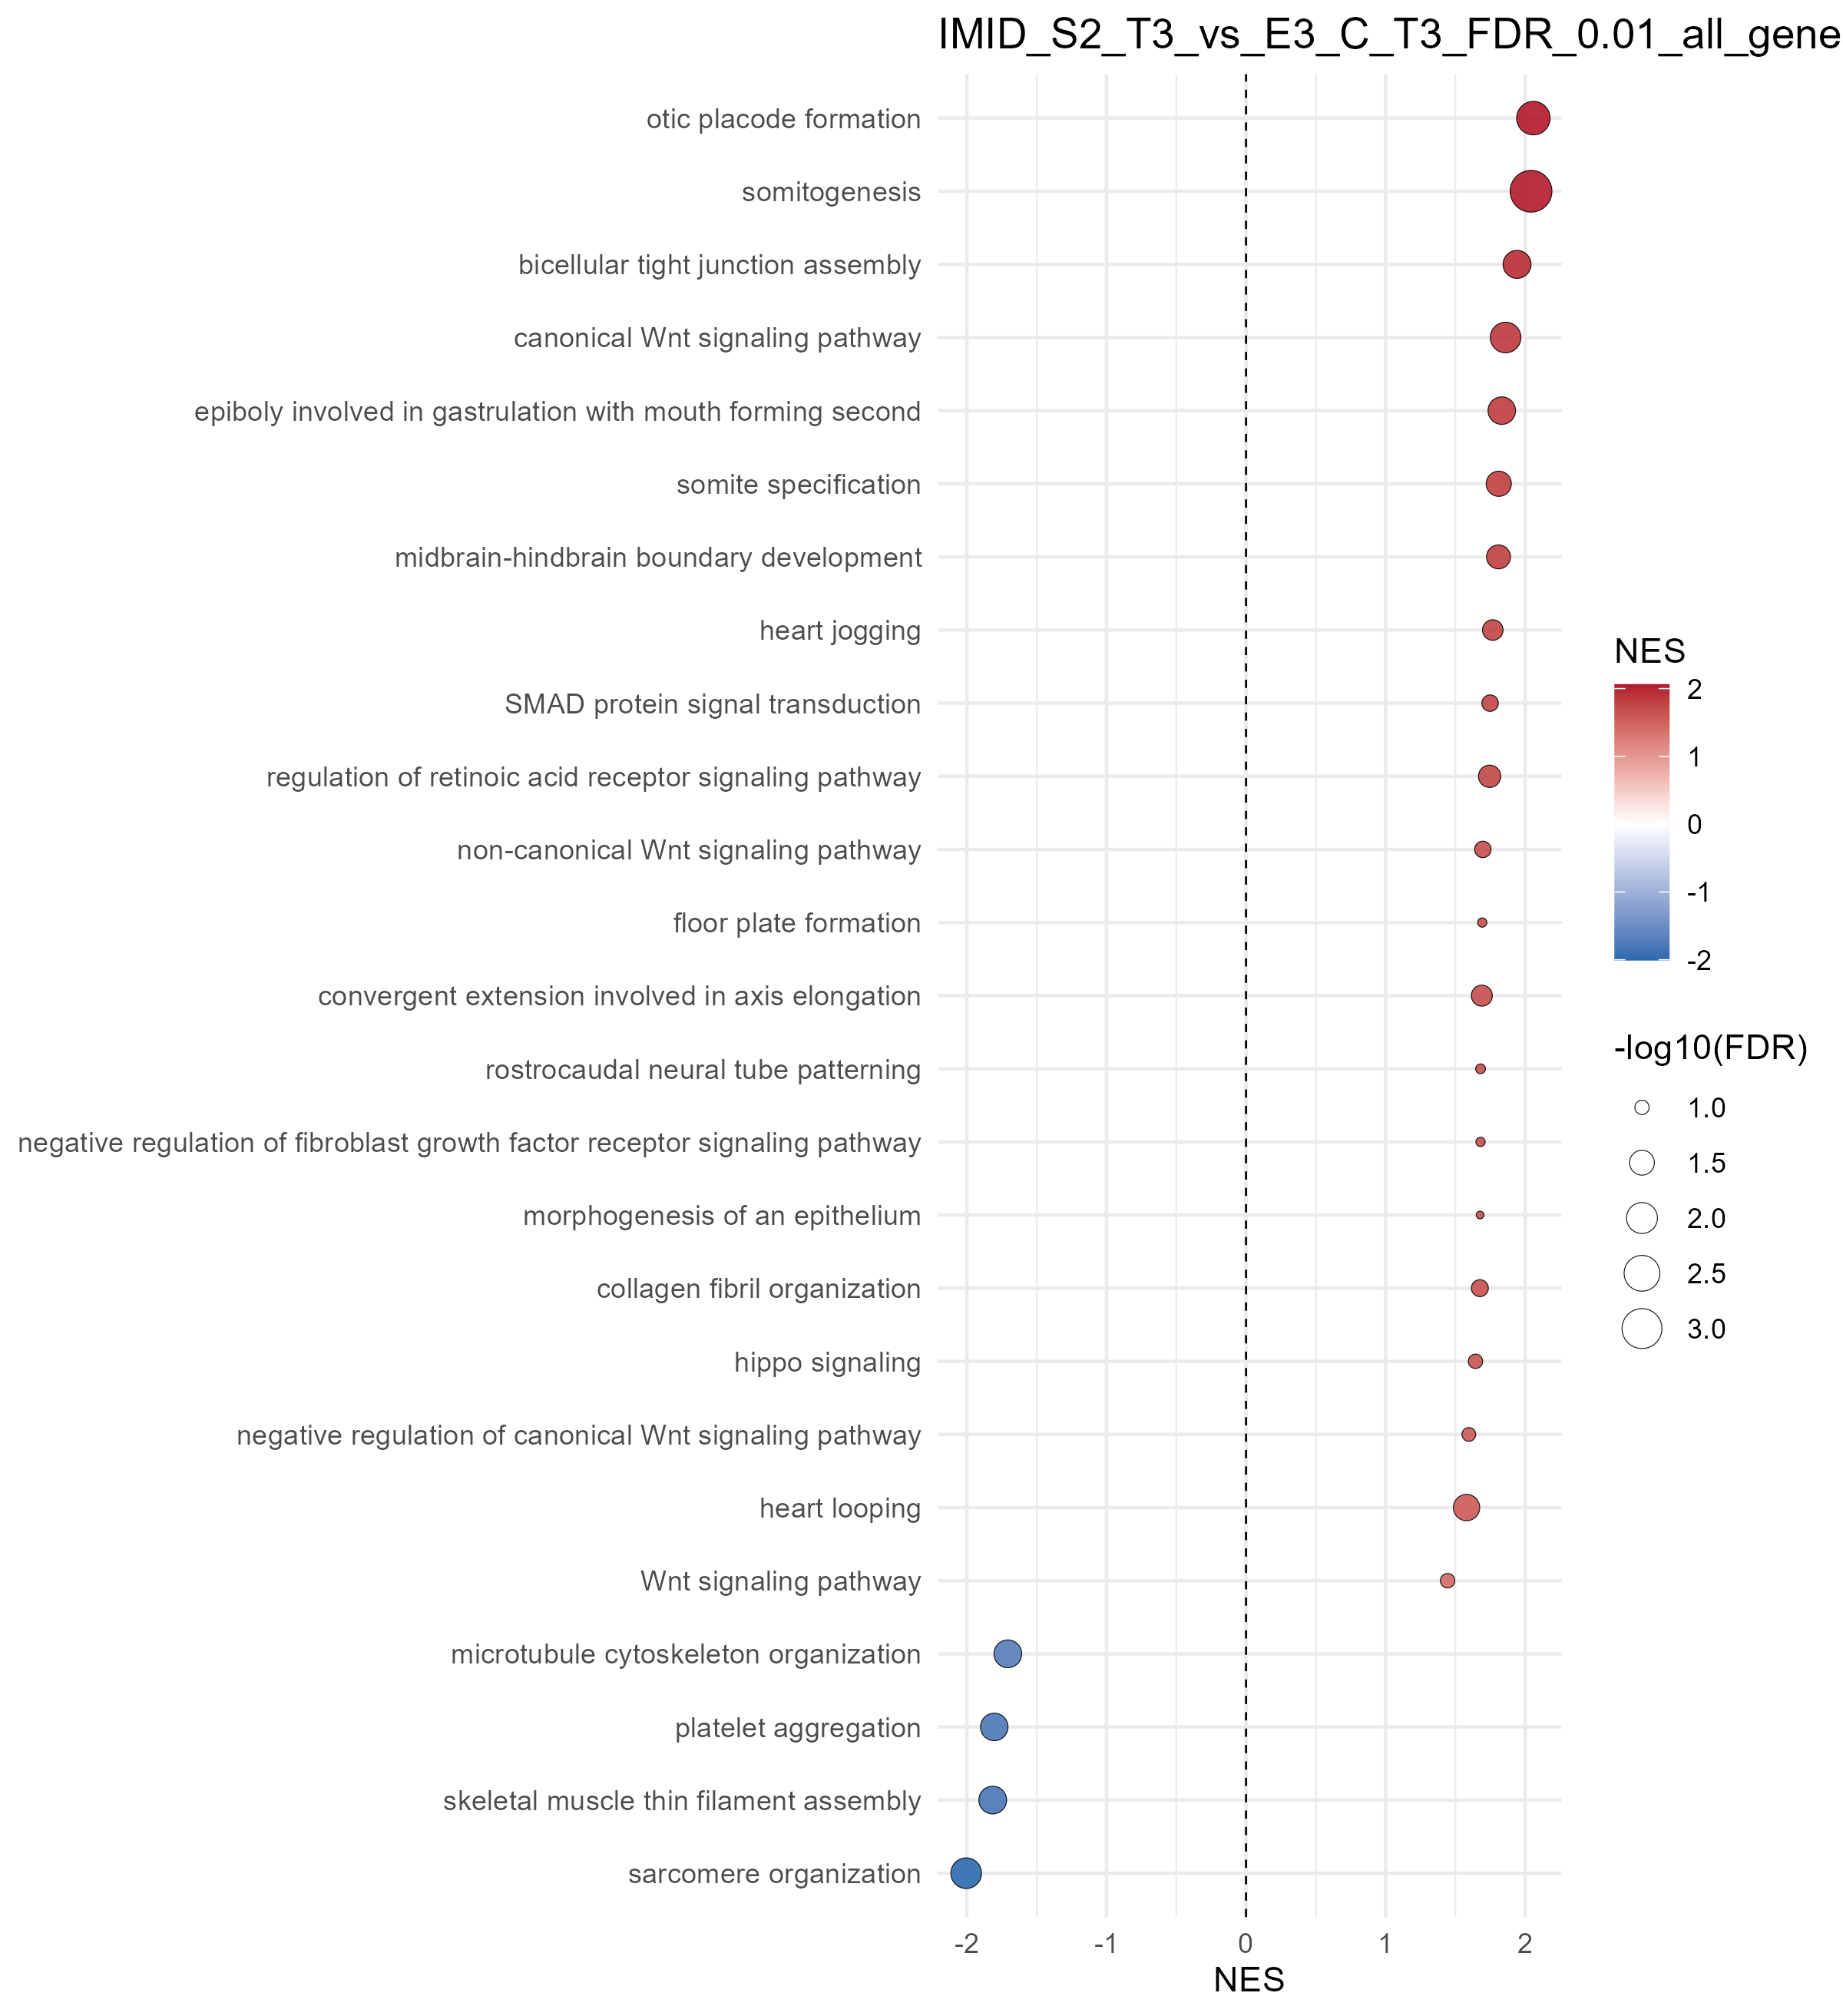 IMID_S2_T3_vs_E3_C_T3_FDR_0.01_all_gene
otic placode formation
somitogenesis
bicellular tight junction assembly
canonical Wnt signaling pathway
epiboly involved in gastrulation with mouth forming second
somite specification
midbrain-hindbrain boundary development
heart jogging
SMAD protein signal transduction
regulation of retinoic acid receptor signaling pathway
non-canonical Wnt signaling pathway
floor plate formation
convergent extension involved in axis elongation
rostrocaudal neural tube patterning
negative regulation of fibroblast growth factor receptor signaling pathway
morphogenesis of an epithelium
collagen fibril organization
hippo signaling
negative regulation of canonical Wnt signaling pathway
heart looping
Wnt signaling pathway
microtubule cytoskeleton organization
platelet aggregation
skeletal muscle thin filament assembly
sarcomere organization
-2 -1 0 1 2
NES
NES
2
1
0
-1
-2
-log10(FDR)
1.0
1.5
2.0
2.5
3.0